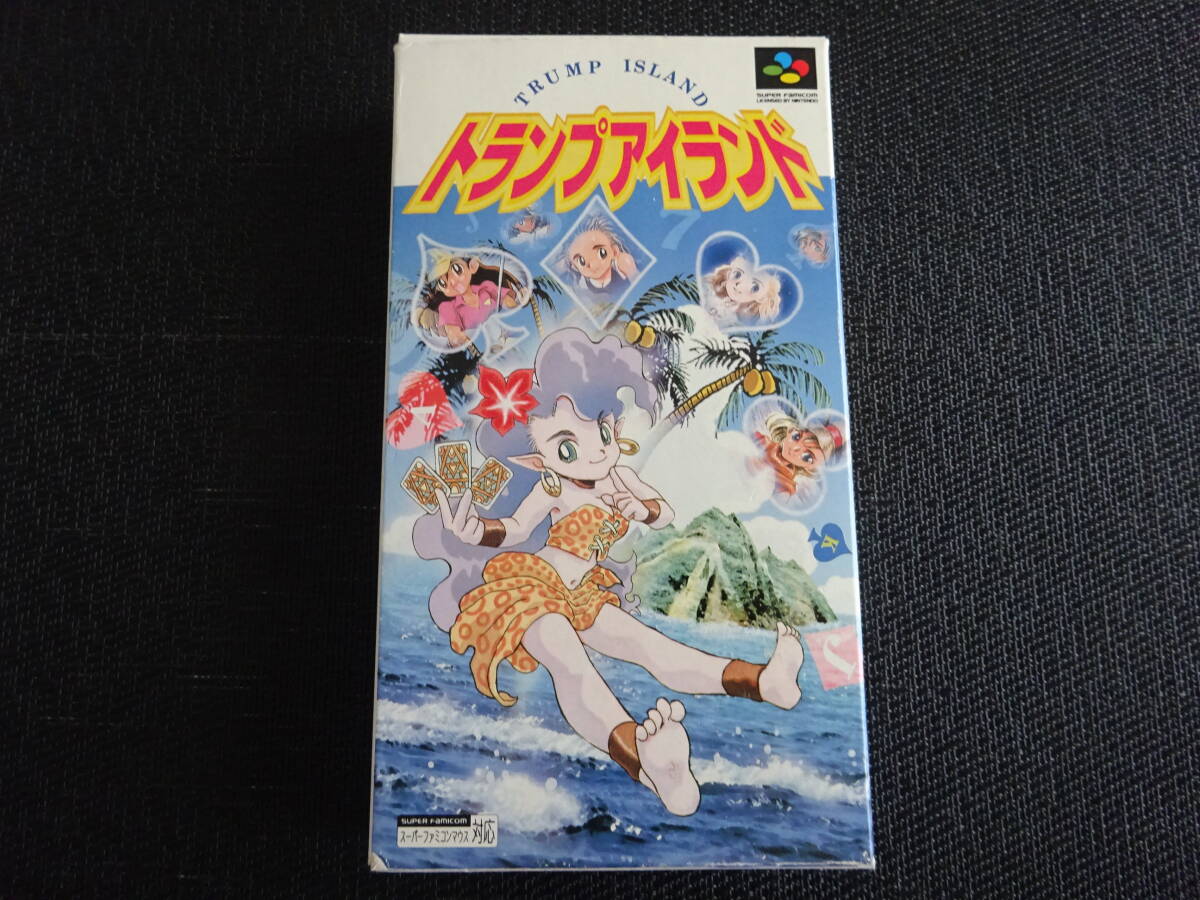 TRUMP ISLAND
SUPER FAMICOM
LICENSED BY NINTENDO
トランプアイランド
J
7
K
SUPER FAMICOM
スーパーファミコンマウス 対応